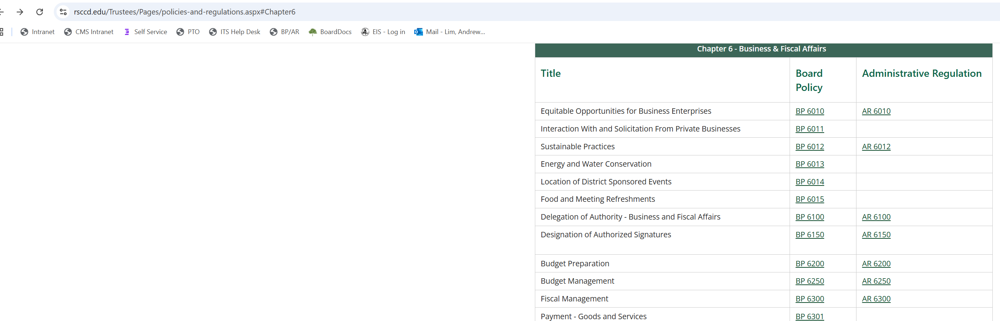 rsccd.edu/Trustees/Pages/policies-and-regulations.aspx#Chapter6
Intranet CMS Intranet Self Service PTO ITS Help Desk BP/AR BoardDocs EIS - Log in Mail - Lim, Andrew...
Chapter 6 - Business & Fiscal Affairs
Title Board Policy Administrative Regulation
Equitable Opportunities for Business Enterprises BP 6010 AR 6010
Interaction With and Solicitation From Private Businesses BP 6011
Sustainable Practices BP 6012 AR 6012
Energy and Water Conservation BP 6013
Location of District Sponsored Events BP 6014
Food and Meeting Refreshments BP 6015
Delegation of Authority - Business and Fiscal Affairs BP 6100 AR 6100
Designation of Authorized Signatures BP 6150 AR 6150
Budget Preparation BP 6200 AR 6200
Budget Management BP 6250 AR 6250
Fiscal Management BP 6300 AR 6300
Payment - Goods and Services BP 6301